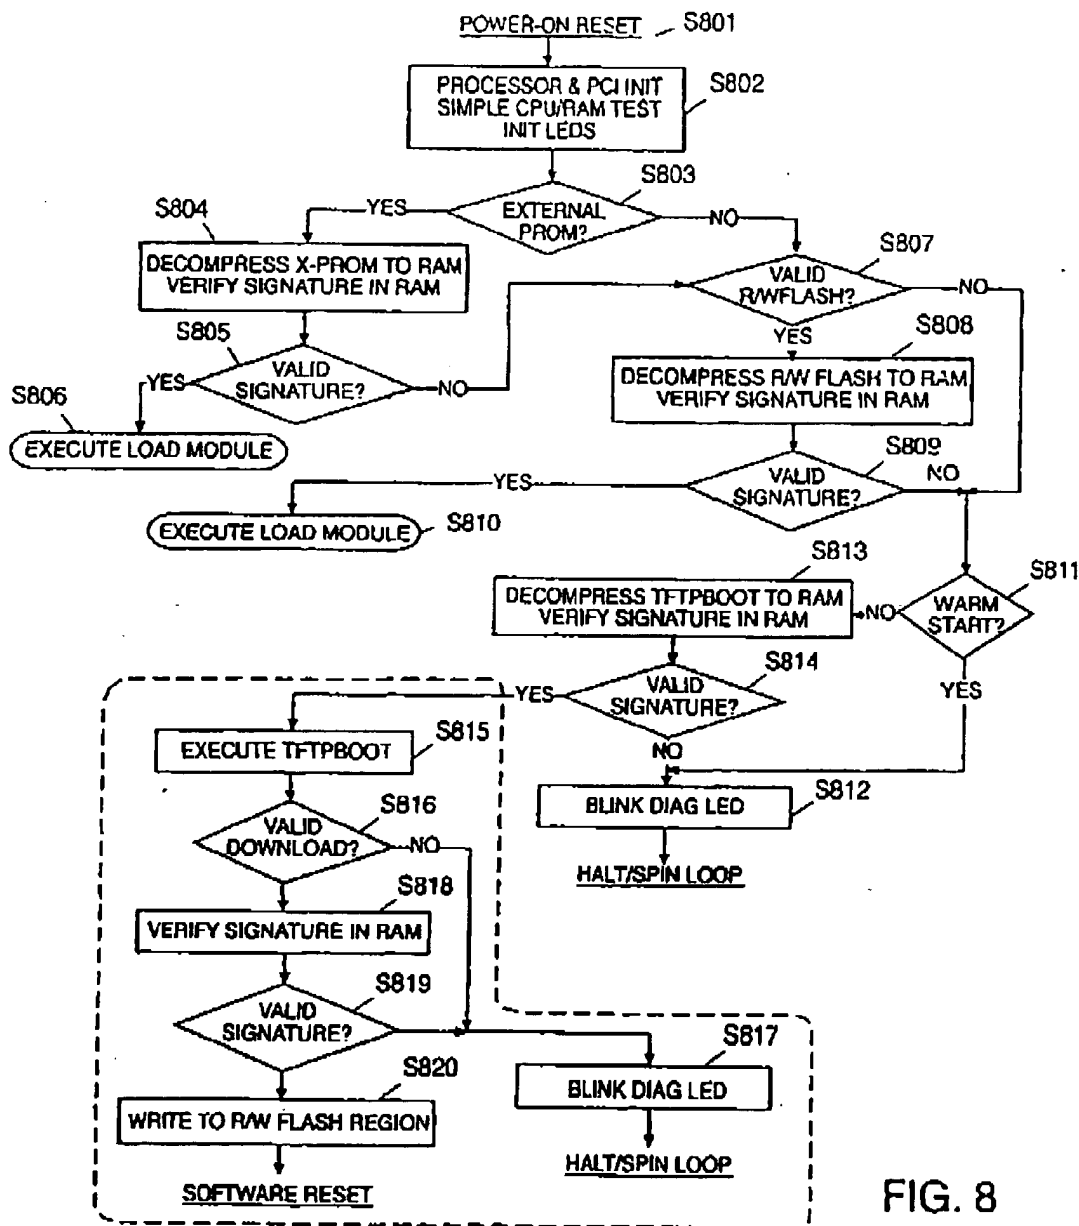 POWER-ON RESET
S801
PROCESSOR & PCI INIT
SIMPLE CPU/RAM TEST
INIT LEDS
S802
S803
EXTERNAL
PROM?
YES
NO
S804
DECOMPRESS X-PROM TO RAM
VERIFY SIGNATURE IN RAM
S807
VALID
R/WFLASH?
NO
YES
S805
VALID
SIGNATURE?
YES
NO
S808
DECOMPRESS R/W FLASH TO RAM
VERIFY SIGNATURE IN RAM
S806
EXECUTE LOAD MODULE
S809
VALID
SIGNATURE?
NO
YES
EXECUTE LOAD MODULE
S810
S813
DECOMPRESS TFTPBOOT TO RAM
VERIFY SIGNATURE IN RAM
NO
S811
WARM
START?
YES
S814
VALID
SIGNATURE?
YES
NO
EXECUTE TFTPBOOT
S815
BLINK DIAG LED
S812
HALT/SPIN LOOP
S816
VALID
DOWNLOAD?
NO
S818
VERIFY SIGNATURE IN RAM
S819
VALID
SIGNATURE?
S817
BLINK DIAG LED
HALT/SPIN LOOP
S820
WRITE TO R/W FLASH REGION
SOFTWARE RESET
FIG. 8